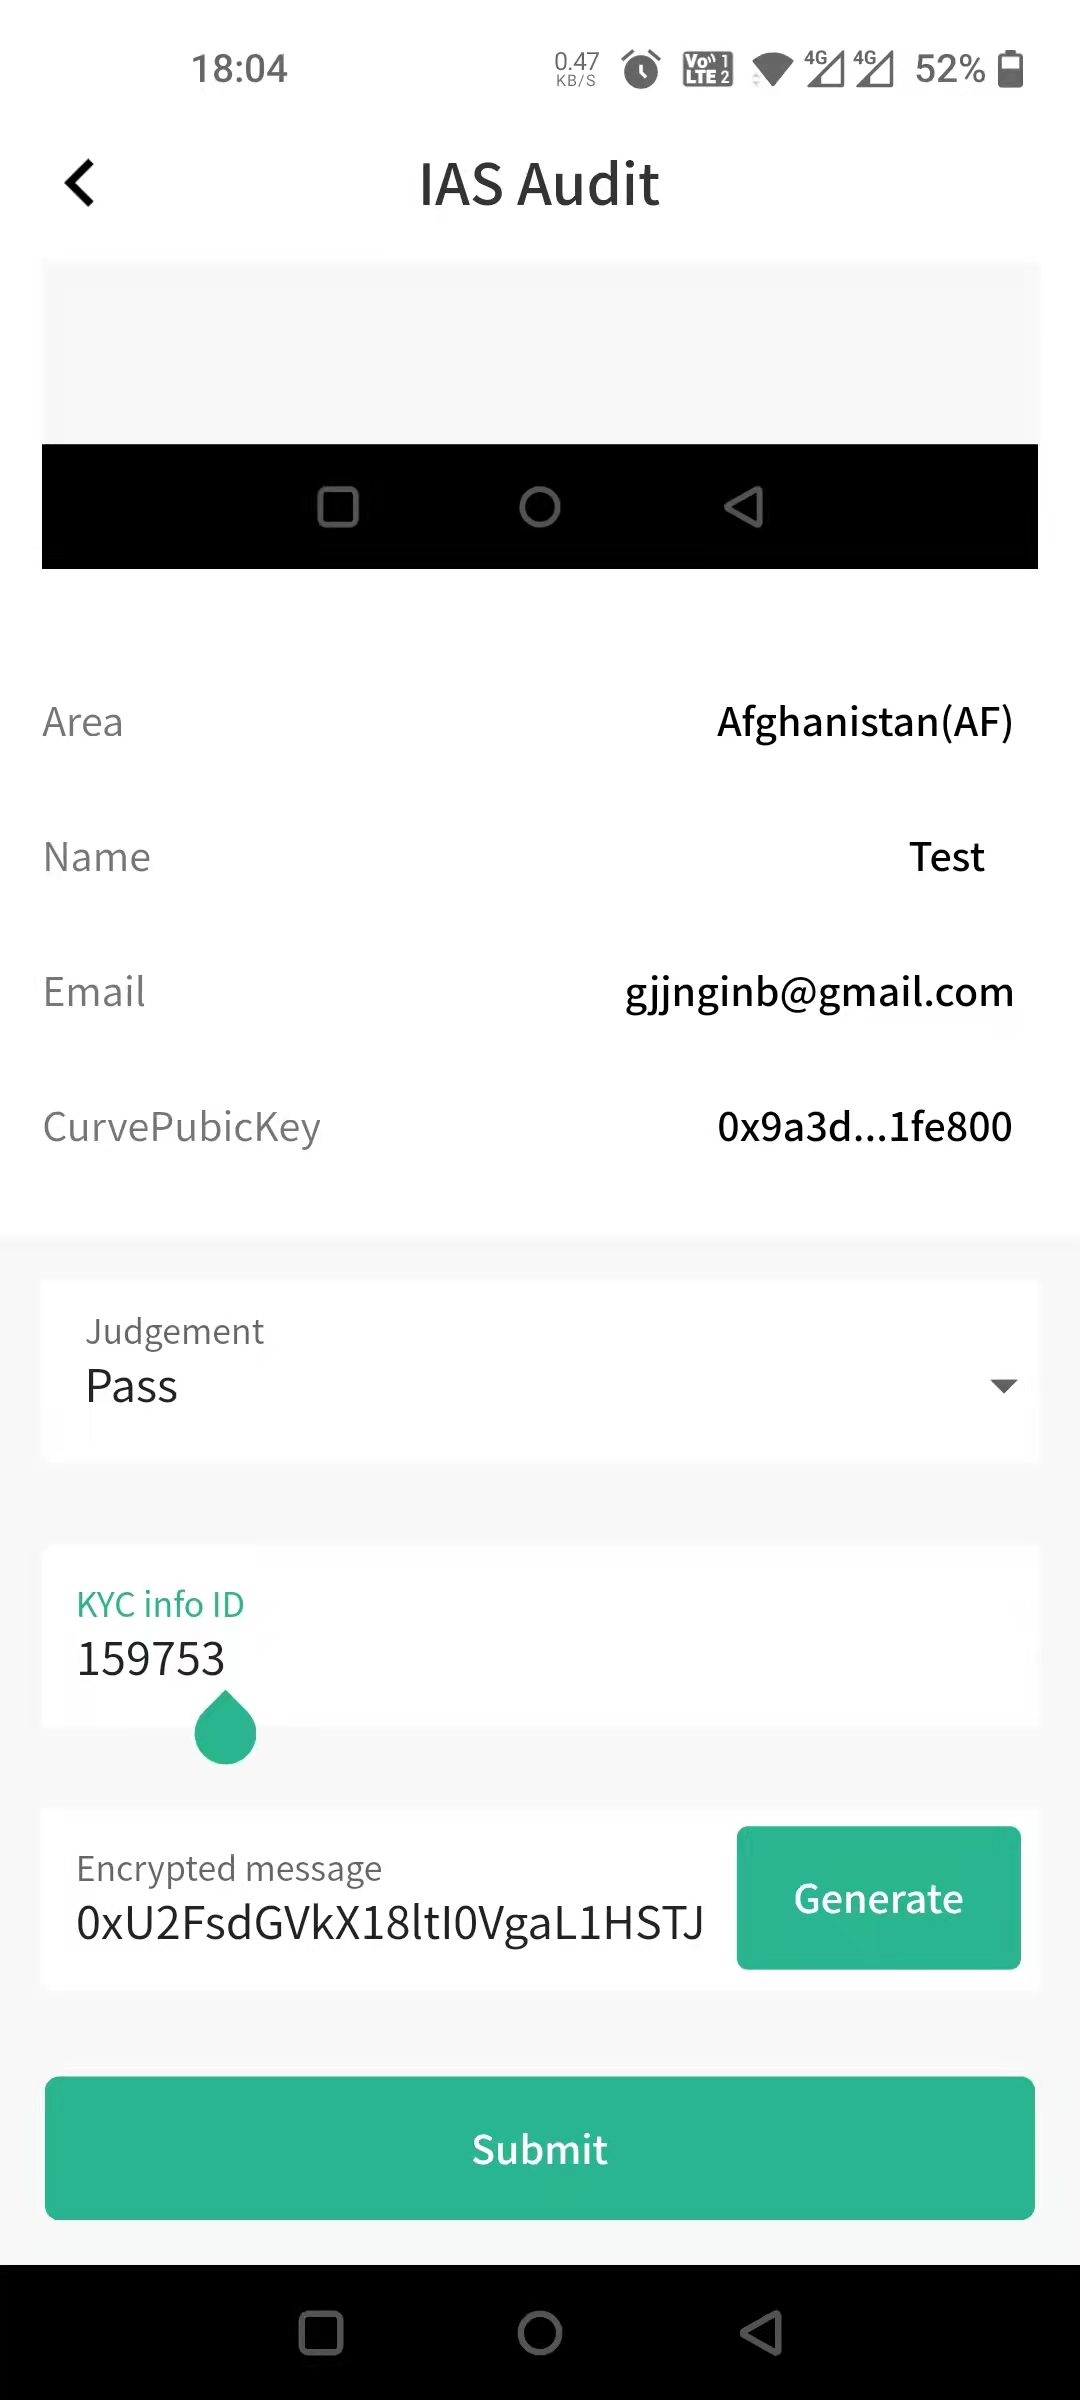 18:04 0.47 KB/S Vo)) 1 LTE 2 4G 4G 52%
IAS Audit
Area Afghanistan(AF)
Name Test
Email gjjnginb@gmail.com
CurvePubicKey 0x9a3d...1fe800
Judgement
Pass
KYC info ID
159753
Encrypted message
0xU2FsdGVkX18ltI0VgaL1HSTJ
Generate
Submit